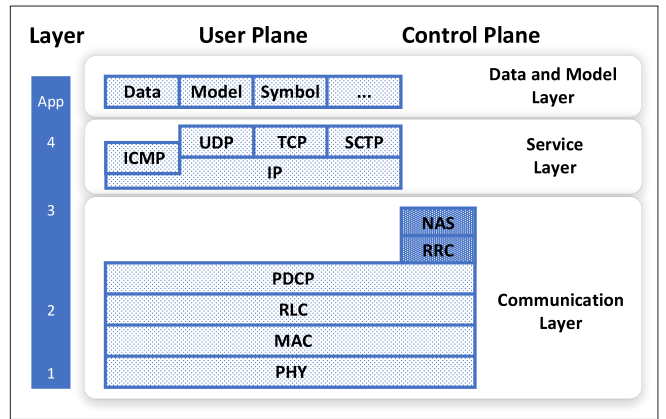 Layer User Plane Control Plane
App
Data Model Symbol ...
Data and Model
Layer
4
ICMP UDP TCP SCTP
IP
Service
Layer
3
NAS
RRC
PDCP
2
RLC
MAC
1
PHY
Communication
Layer